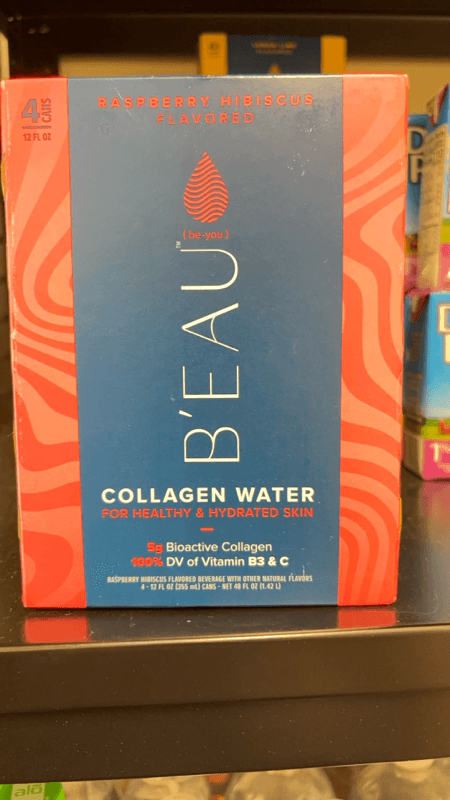 4 CANS
12 FL OZ
RASPBERRY HIBISCUS
FLAVORED
{be-you}
B'EAU™
COLLAGEN WATER
FOR HEALTHY & HYDRATED SKIN
5g Bioactive Collagen
100% DV of Vitamin B3 & C
RASPBERRY HIBISCUS FLAVORED BEVERAGE WITH OTHER NATURAL FLAVORS
4 - 12 FL OZ (355 mL) CANS - NET 48 FL OZ (1.42 L)
alo